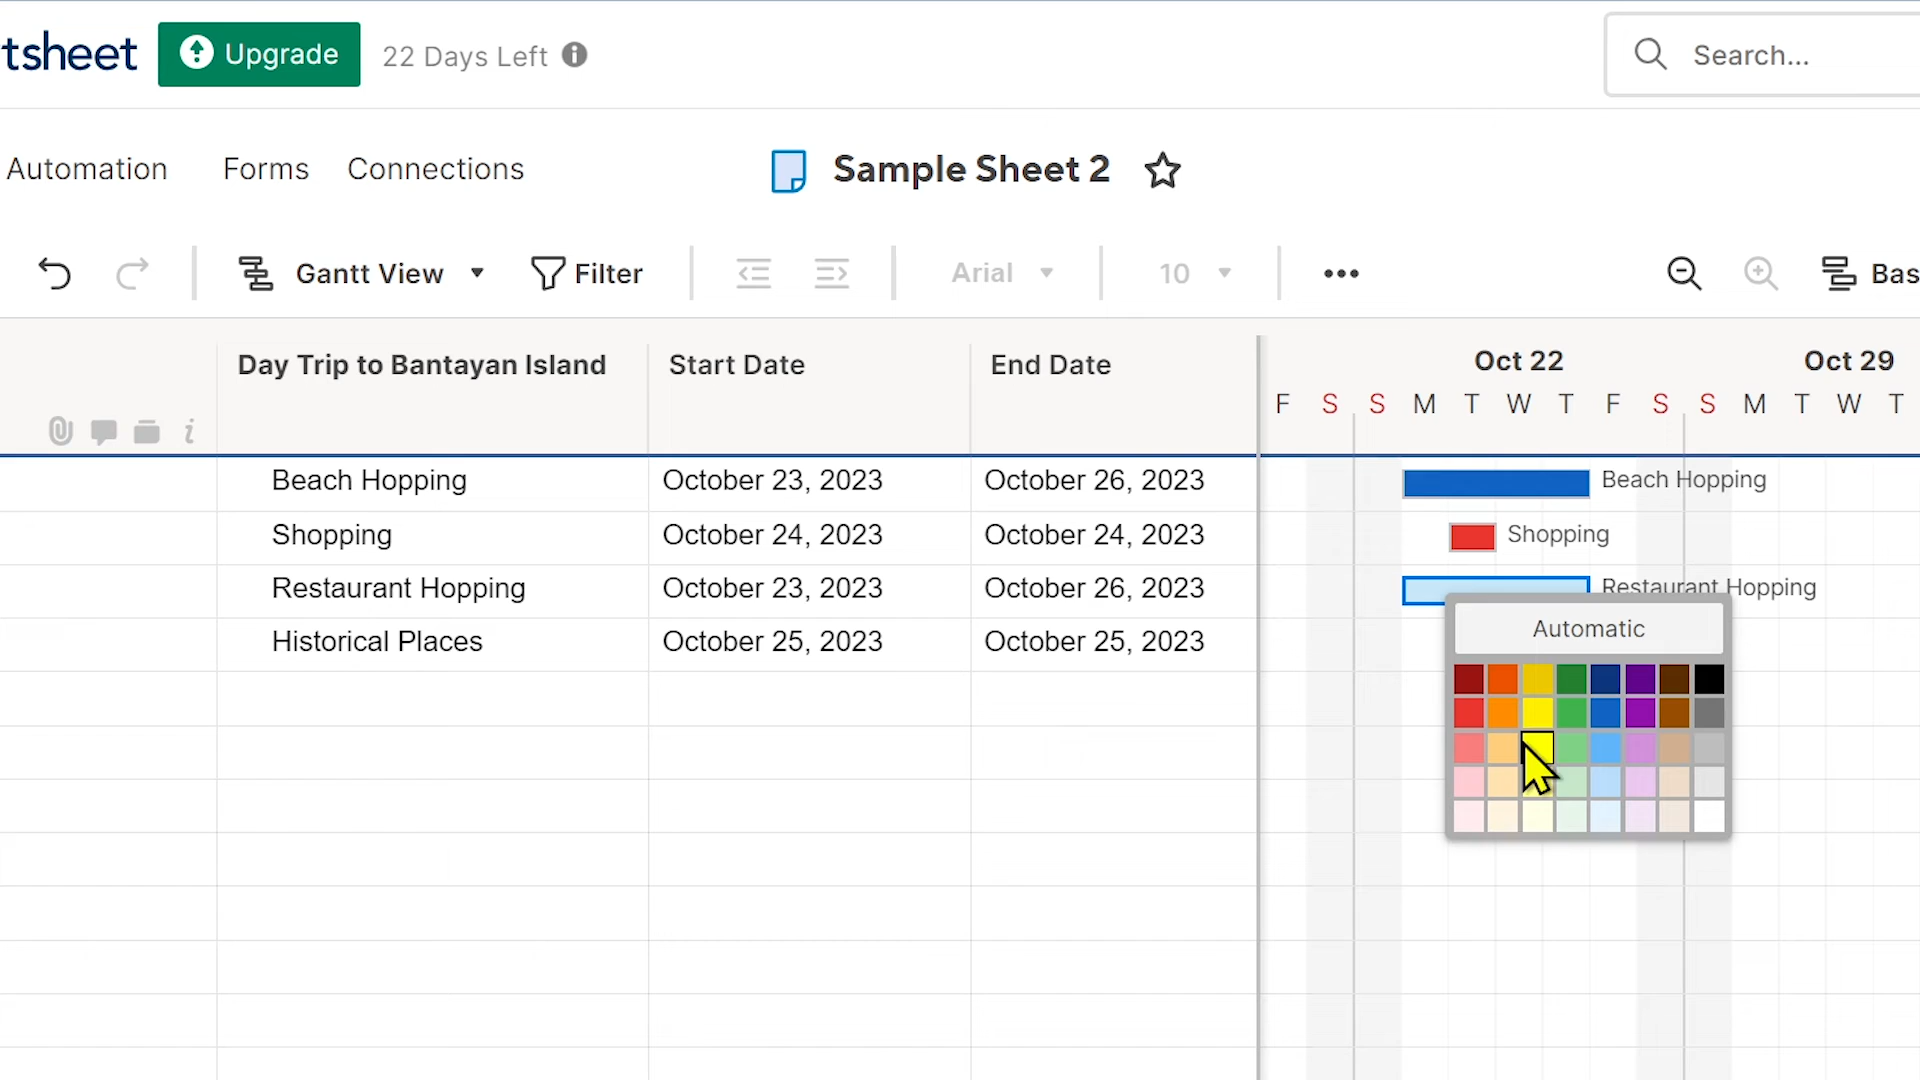 tsheet Upgrade 22 Days Left Search...
Automation Forms Connections Sample Sheet 2
Gantt View Filter Arial 10 Bas
Day Trip to Bantayan Island Start Date End Date Oct 22 Oct 29
F S S M T W T F S S M T W T
Beach Hopping October 23, 2023 October 26, 2023 Beach Hopping
Shopping October 24, 2023 October 24, 2023 Shopping
Restaurant Hopping October 23, 2023 October 26, 2023 Restaurant Hopping
Historical Places October 25, 2023 October 25, 2023
Automatic